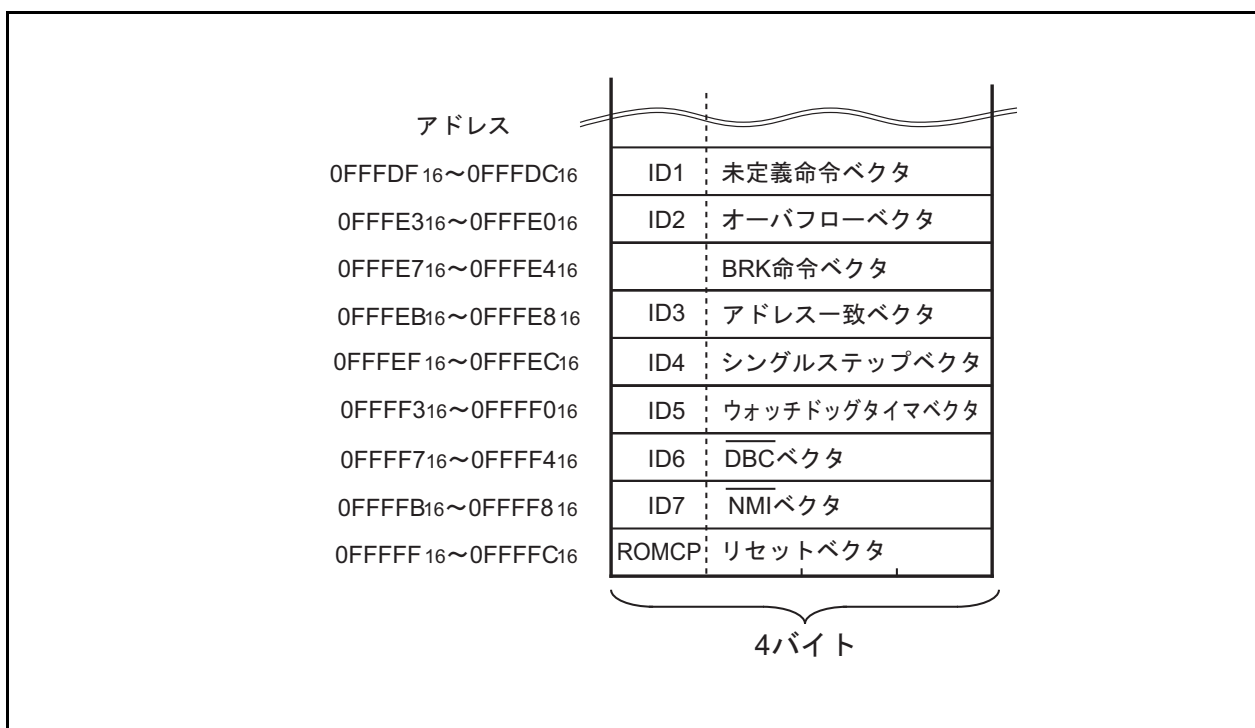 アドレス
0FFFDF16～0FFFDC16 ID1 未定義命令ベクタ
0FFFE316～0FFFE016 ID2 オーバフローベクタ
0FFFE716～0FFFE416 BRK命令ベクタ
0FFFEB16～0FFFE816 ID3 アドレス一致ベクタ
0FFFEF16～0FFFEC16 ID4 シングルステップベクタ
0FFFF316～0FFFF016 ID5 ウォッチドッグタイマベクタ
0FFFF716～0FFFF416 ID6 DBCベクタ
0FFFFB16～0FFFF816 ID7 NMIベクタ
0FFFFF16～0FFFFC16 ROMCP リセットベクタ
4バイト